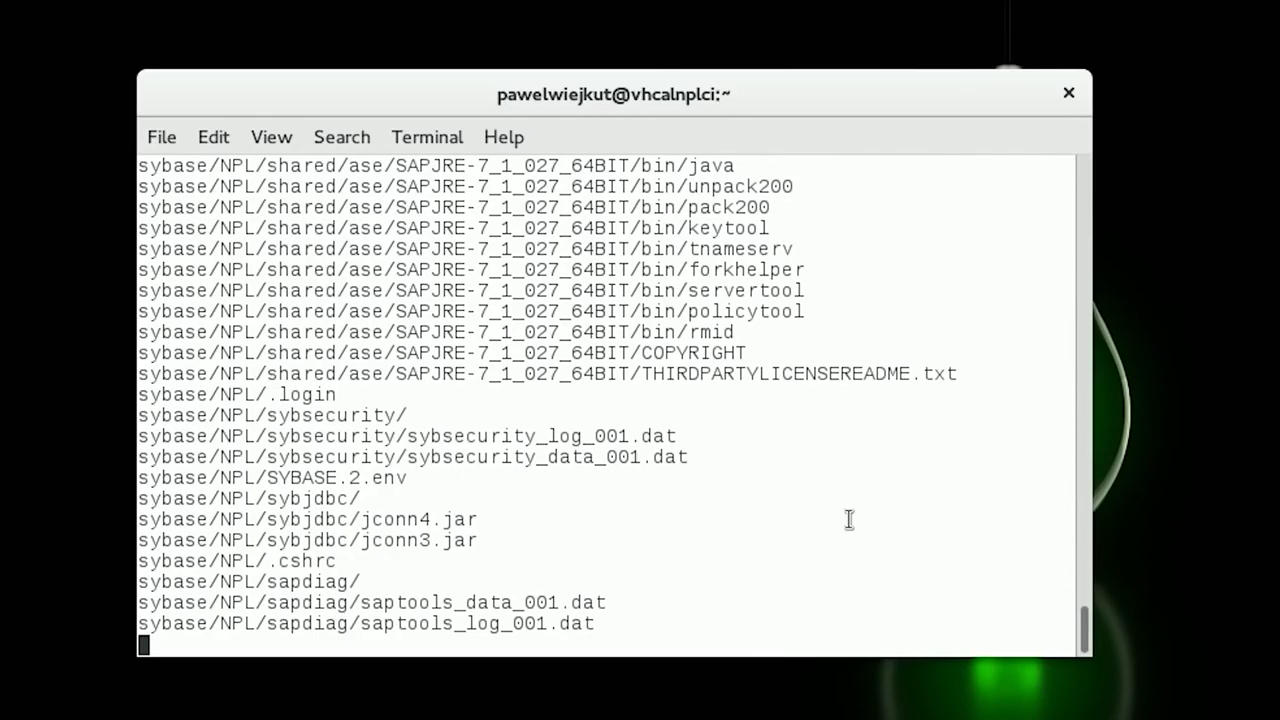 pawelwiejkut@vhcalnplci:~
×
File Edit View Search Terminal Help
sybase/NPL/shared/ase/SAPJRE-7_1_027_64BIT/bin/java
sybase/NPL/shared/ase/SAPJRE-7_1_027_64BIT/bin/unpack200
sybase/NPL/shared/ase/SAPJRE-7_1_027_64BIT/bin/pack200
sybase/NPL/shared/ase/SAPJRE-7_1_027_64BIT/bin/keytool
sybase/NPL/shared/ase/SAPJRE-7_1_027_64BIT/bin/tnameserv
sybase/NPL/shared/ase/SAPJRE-7_1_027_64BIT/bin/forkhelper
sybase/NPL/shared/ase/SAPJRE-7_1_027_64BIT/bin/servertool
sybase/NPL/shared/ase/SAPJRE-7_1_027_64BIT/bin/policytool
sybase/NPL/shared/ase/SAPJRE-7_1_027_64BIT/bin/rmid
sybase/NPL/shared/ase/SAPJRE-7_1_027_64BIT/COPYRIGHT
sybase/NPL/shared/ase/SAPJRE-7_1_027_64BIT/THIRDPARTYLICENSEREADME.txt
sybase/NPL/.login
sybase/NPL/sybsecurity/
sybase/NPL/sybsecurity/sybsecurity_log_001.dat
sybase/NPL/sybsecurity/sybsecurity_data_001.dat
sybase/NPL/SYBASE.2.env
sybase/NPL/sybjdbc/
sybase/NPL/sybjdbc/jconn4.jar
sybase/NPL/sybjdbc/jconn3.jar
sybase/NPL/.cshrc
sybase/NPL/sapdiag/
sybase/NPL/sapdiag/saptools_data_001.dat
sybase/NPL/sapdiag/saptools_log_001.dat